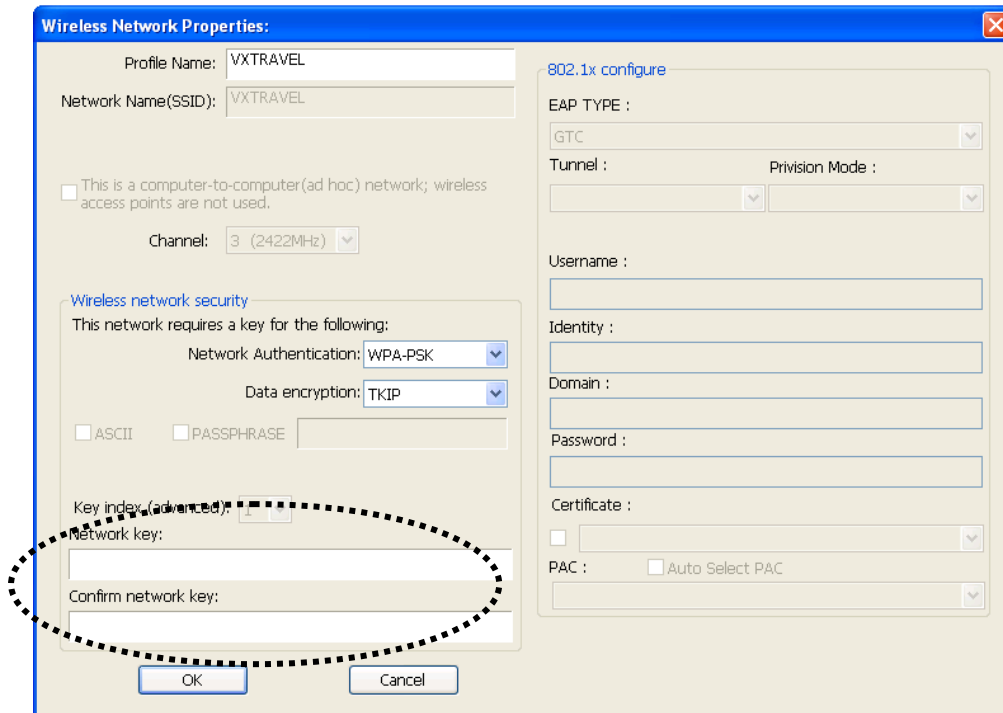 Wireless Network Properties:
Profile Name: VXTRAVEL
Network Name(SSID): VXTRAVEL
This is a computer-to-computer(ad hoc) network; wireless
access points are not used.
Channel: 3 (2422MHz)
Wireless network security
This network requires a key for the following:
Network Authentication: WPA-PSK
Data encryption: TKIP
ASCII PASSPHRASE
Key index (advanced): 1
Network key:
Confirm network key:
OK Cancel
802.1x configure
EAP TYPE :
GTC
Tunnel : Privision Mode :
Username :
Identity :
Domain :
Password :
Certificate :
PAC : Auto Select PAC